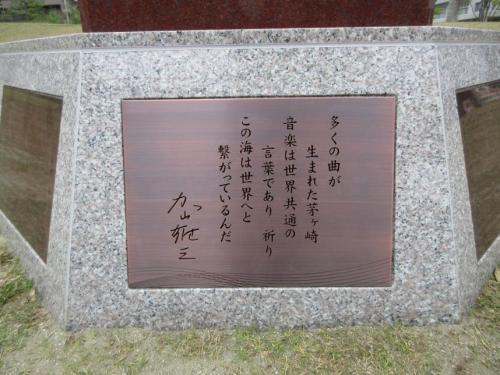 多くの曲が
生まれた茅ヶ崎
音楽は世界共通の
言葉であり 祈り
この海は世界へと
繋がっているんだ
加山雄三